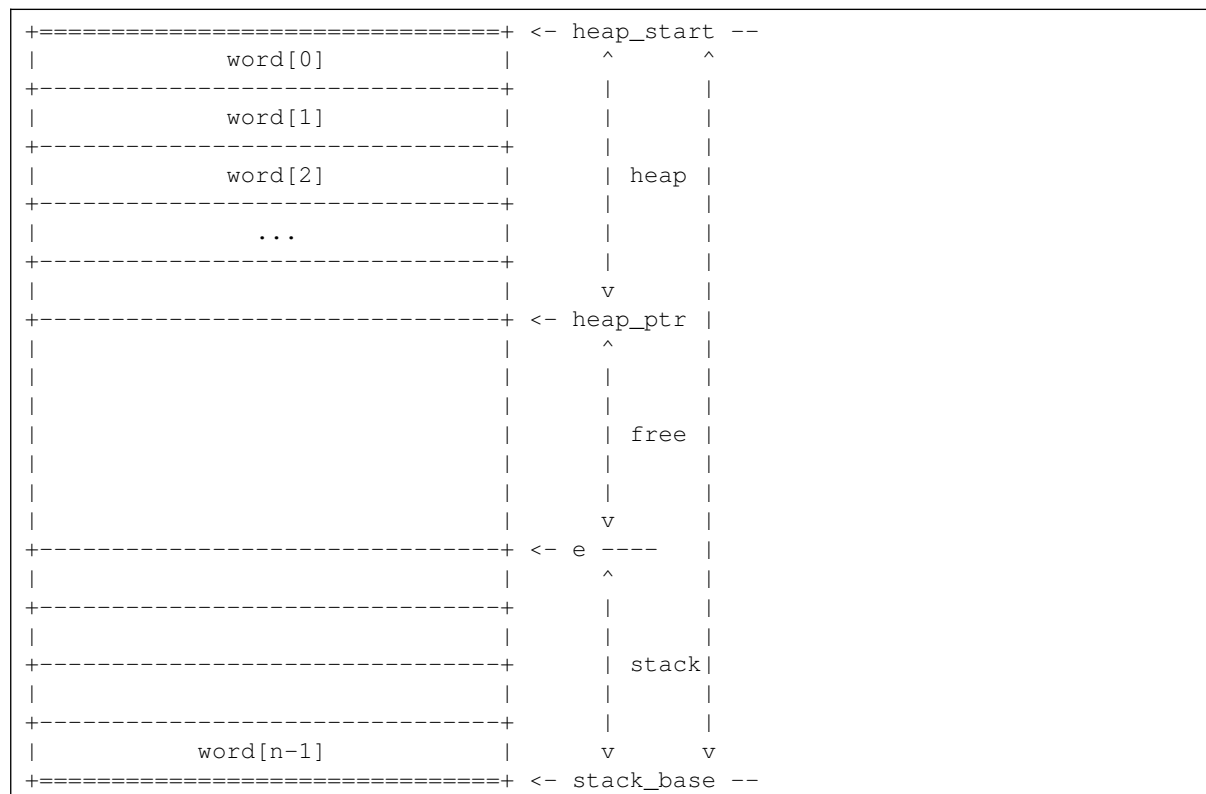 +================================+ <- heap_start --
|             word[0]            |      ^      ^
+--------------------------------+      |      |
|             word[1]            |      |      |
+--------------------------------+      |      |
|             word[2]            |      | heap |
+--------------------------------+      |      |
|               ...              |      |      |
+--------------------------------+      |      |
|                                |      v      |
+--------------------------------+ <- heap_ptr |
|                                |      ^      |
|                                |      |      |
|                                |      |      |
|                                |      | free |
|                                |      |      |
|                                |      |      |
|                                |      v      |
+--------------------------------+ <- e ----   |
|                                |      ^      |
+--------------------------------+      |      |
|                                |      |      |
+--------------------------------+      | stack|
|                                |      |      |
+--------------------------------+      |      |
|           word[n-1]            |      v      v
+================================+ <- stack_base --